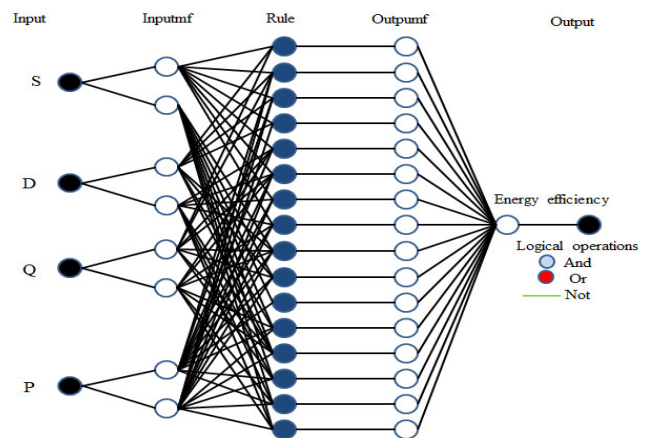 Input Inputmf Rule Outpumf Output
S
D
Q
P
Energy efficiency
Logical operations
And
Or
Not